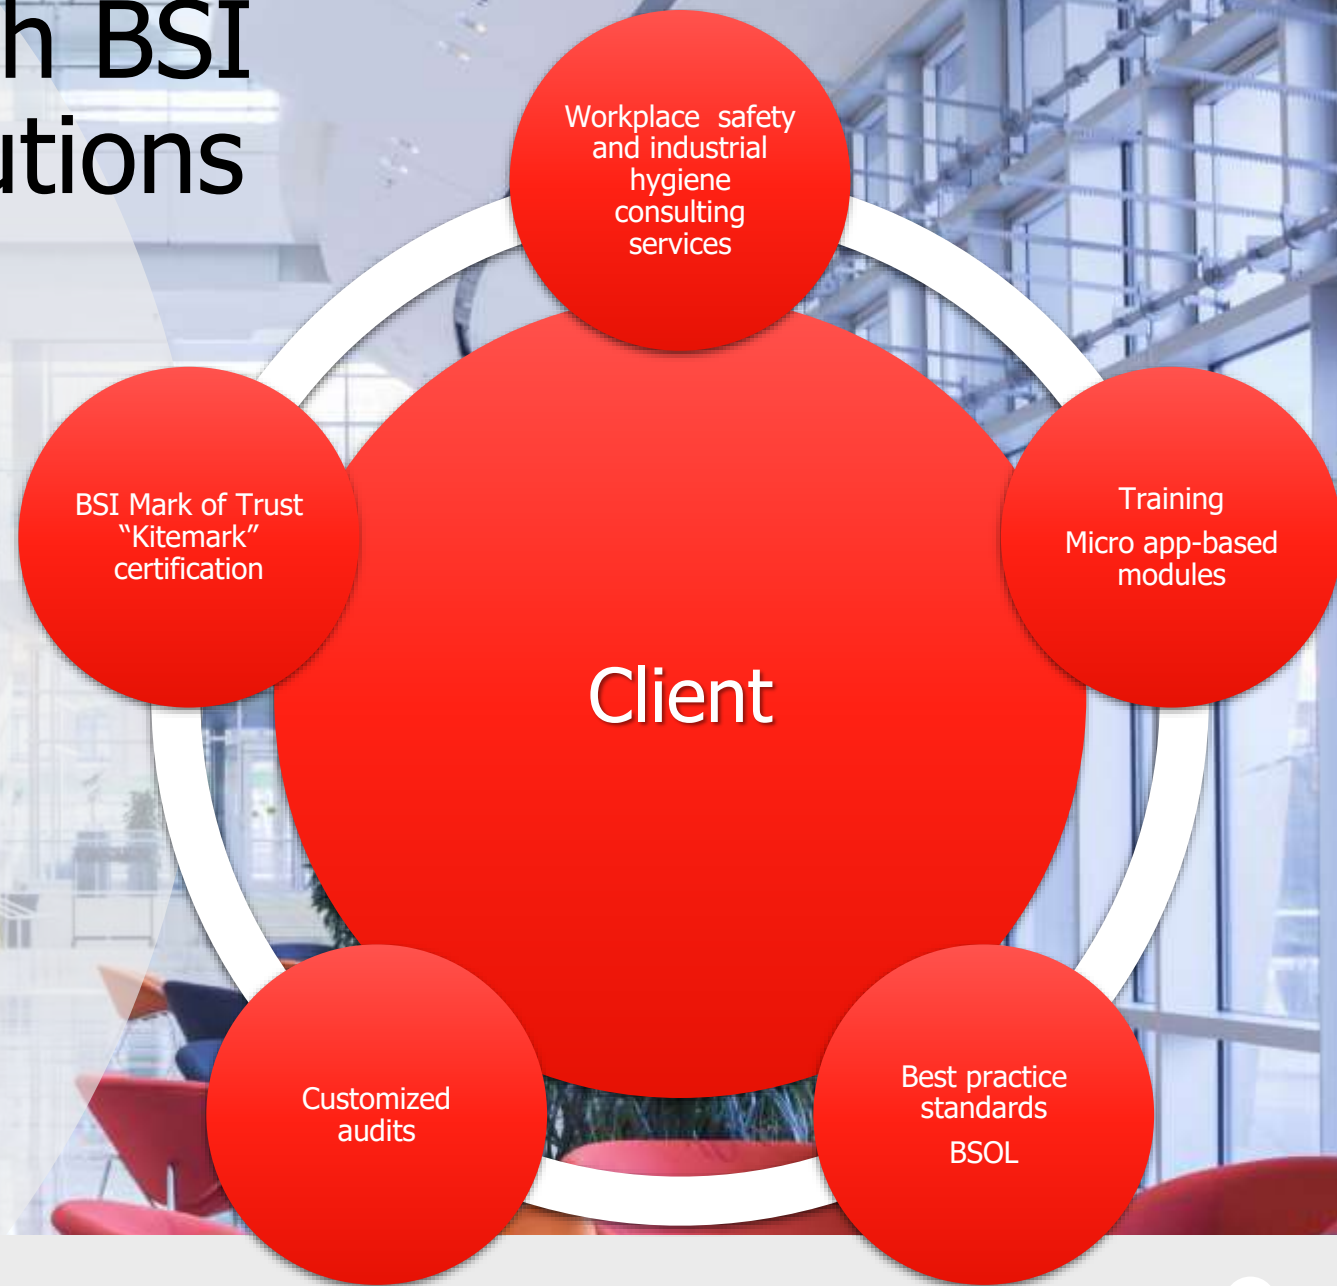 h BSI
utions
Workplace safety
and industrial
hygiene
consulting
services
Training
Micro app-based
modules
Best practice
standards
BSOL
Customized
audits
BSI Mark of Trust
“Kitemark”
certification
Client